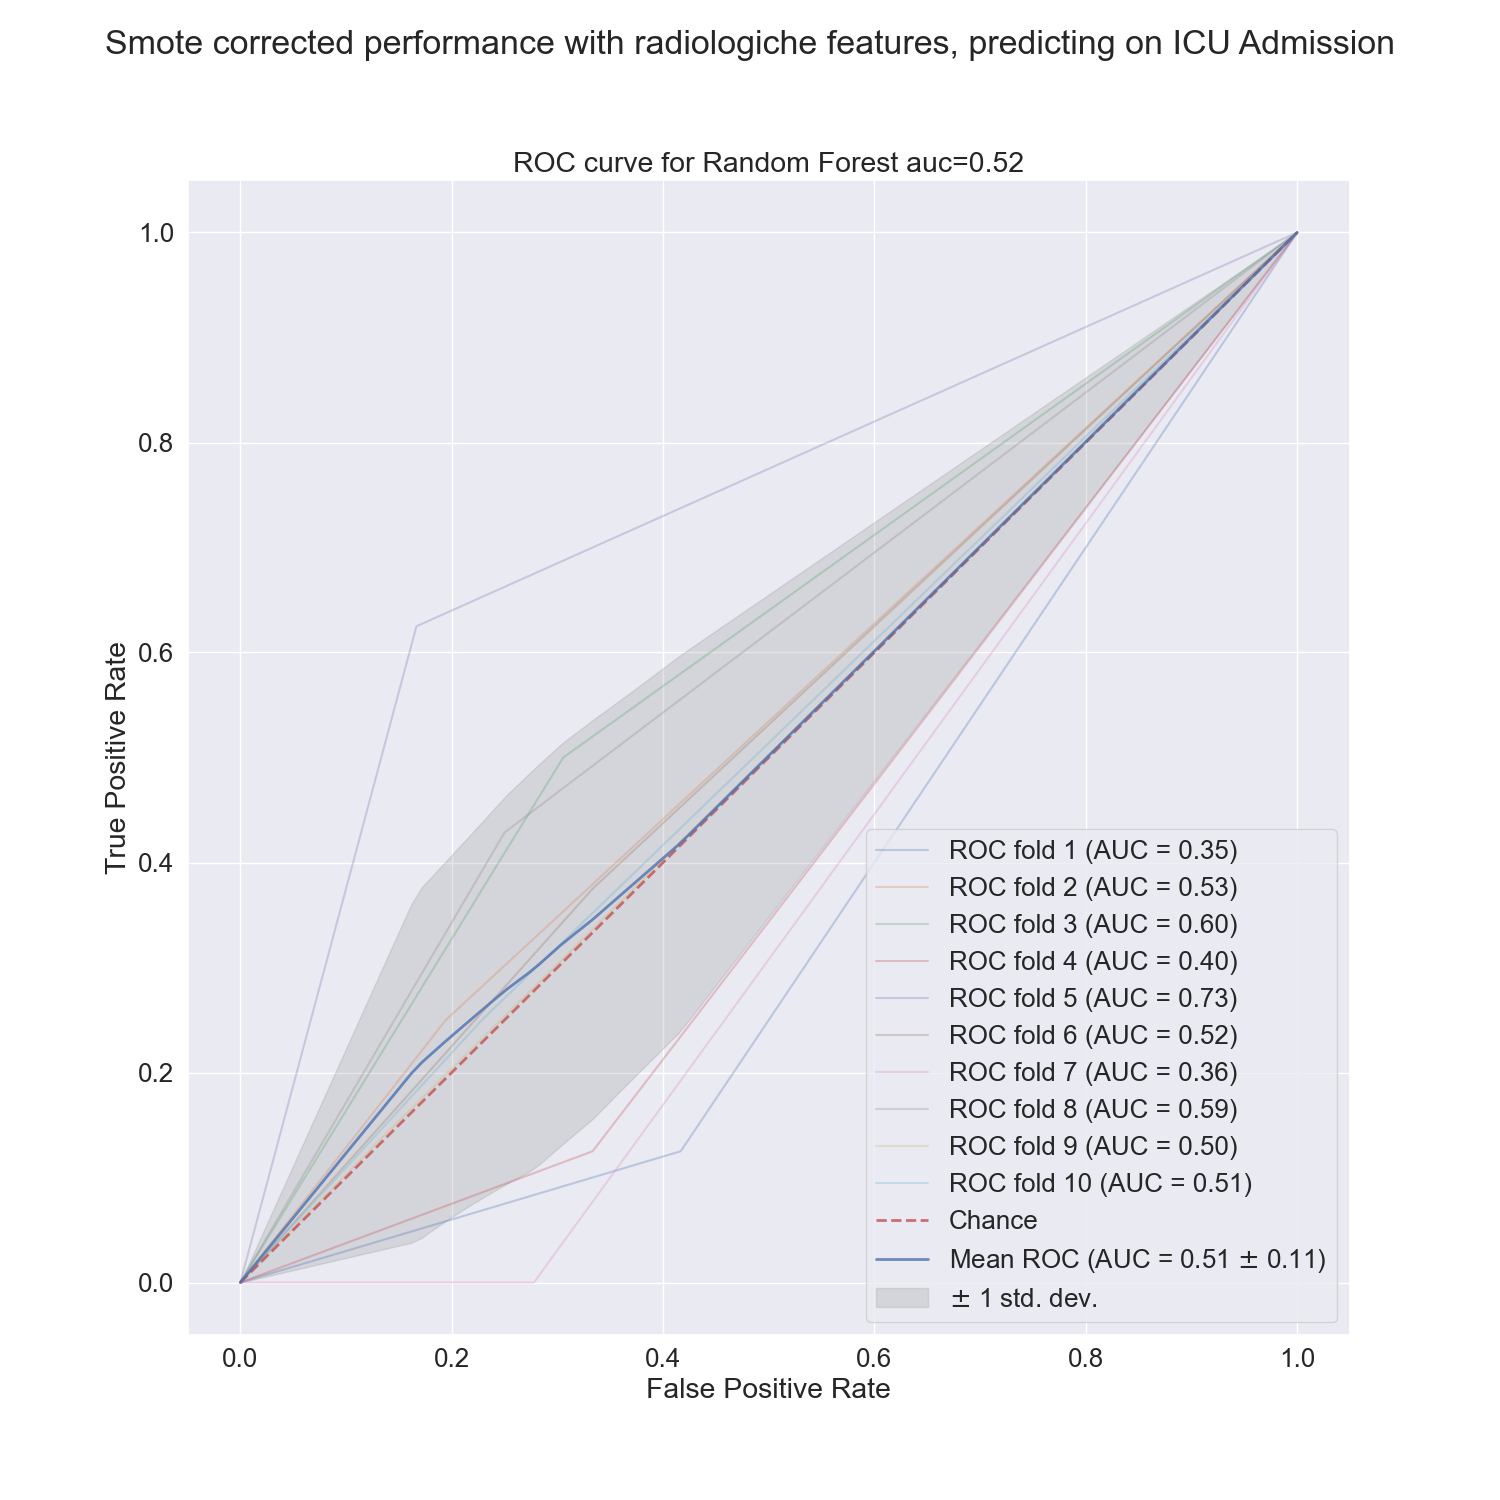 Smote corrected performance with radiologiche features, predicting on ICU Admission
ROC curve for Random Forest auc=0.52
1.0
0.8
0.6
0.4
0.2
0.0
True Positive Rate
ROC fold 1 (AUC = 0.35)
ROC fold 2 (AUC = 0.53)
ROC fold 3 (AUC = 0.60)
ROC fold 4 (AUC = 0.40)
ROC fold 5 (AUC = 0.73)
ROC fold 6 (AUC = 0.52)
ROC fold 7 (AUC = 0.36)
ROC fold 8 (AUC = 0.59)
ROC fold 9 (AUC = 0.50)
ROC fold 10 (AUC = 0.51)
Chance
Mean ROC (AUC = 0.51 ± 0.11)
± 1 std. dev.
0.0 0.2 0.4 0.6 0.8 1.0
False Positive Rate